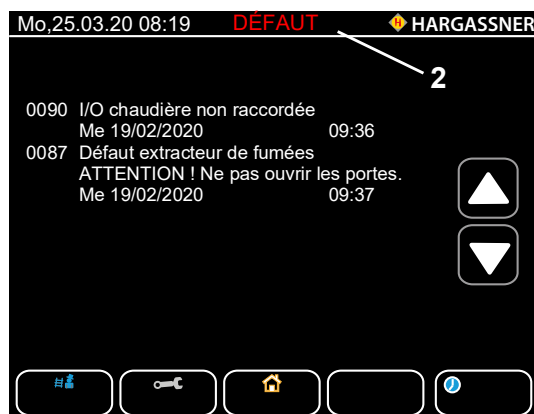 Mo,25.03.20 08:19 DÉFAUT HARGASSNER
2
0090 I/O chaudière non raccordée
Me 19/02/2020 09:36
0087 Défaut extracteur de fumées
ATTENTION ! Ne pas ouvrir les portes.
Me 19/02/2020 09:37